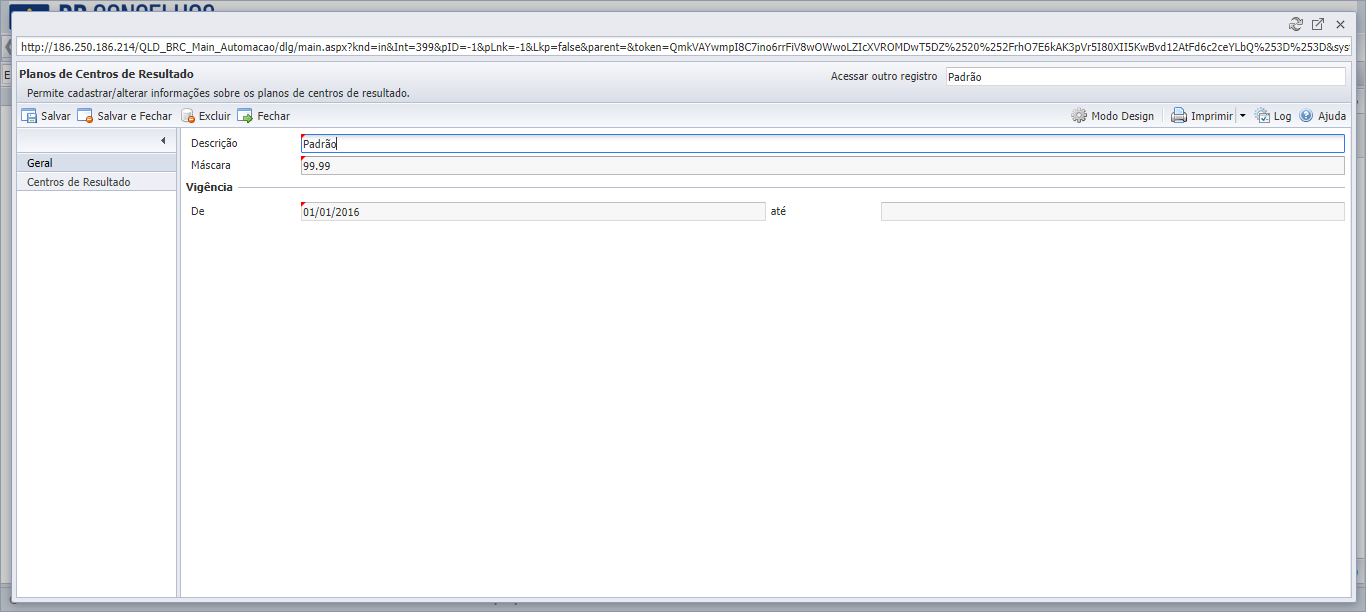 http://186.250.186.214/QLD_BRC_Main_Automacao/dlg/main.aspx?knd=in&Int=399&pID=-1&pLnk=-1&Lkp=false&parent=&token=QmkVAYwmpI8C7ino6rrFiV8wOWwoLZIcXVROMDwT5DZ%2520%252FrhO7E6kAK3pVr5I80XII5KwBvd12AtFd6c2ceYLbQ%253D%253D&sys
Planos de Centros de Resultado
Acessar outro registro Padrão
Permite cadastrar/alterar informações sobre os planos de centros de resultado.
Salvar Salvar e Fechar Excluir Fechar Modo Design Imprimir Log Ajuda
Geral
Centros de Resultado
Descrição Padrão
Máscara 99.99
Vigência
De 01/01/2016 até